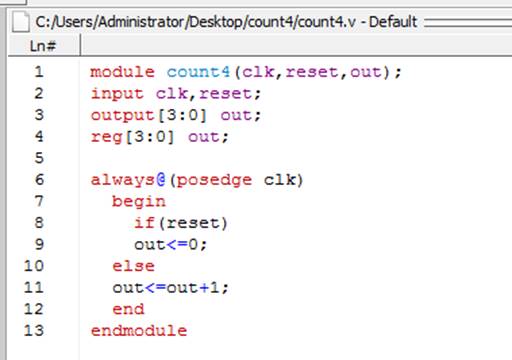 C:/Users/Administrator/Desktop/count4/count4.v - Default
Ln#
1 module count4(clk,reset,out);
2 input clk,reset;
3 output[3:0] out;
4 reg[3:0] out;
5
6 always@(posedge clk)
7 begin
8 if(reset)
9 out<=0;
10 else
11 out<=out+1;
12 end
13 endmodule